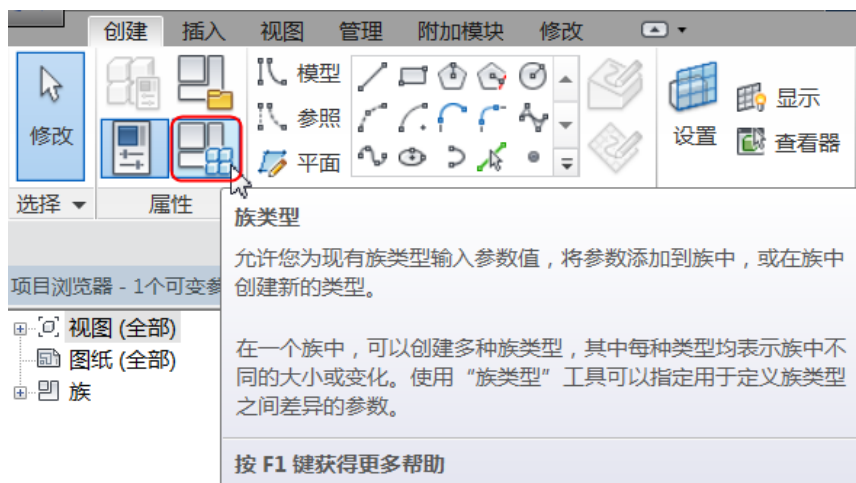 创建 插入 视图 管理 附加模块 修改
模型
修改
参照
平面
设置
显示
查看器
选择 属性
族类型
允许您为现有族类型输入参数值，将参数添加到族中，或在族中
创建新的类型。
在一个族中，可以创建多种族类型，其中每种类型均表示族中不
同的大小或变化。使用“族类型”工具可以指定用于定义族类型
之间差异的参数。
按 F1 键获得更多帮助
项目浏览器 - 1个可变参
视图 (全部)
图纸 (全部)
族